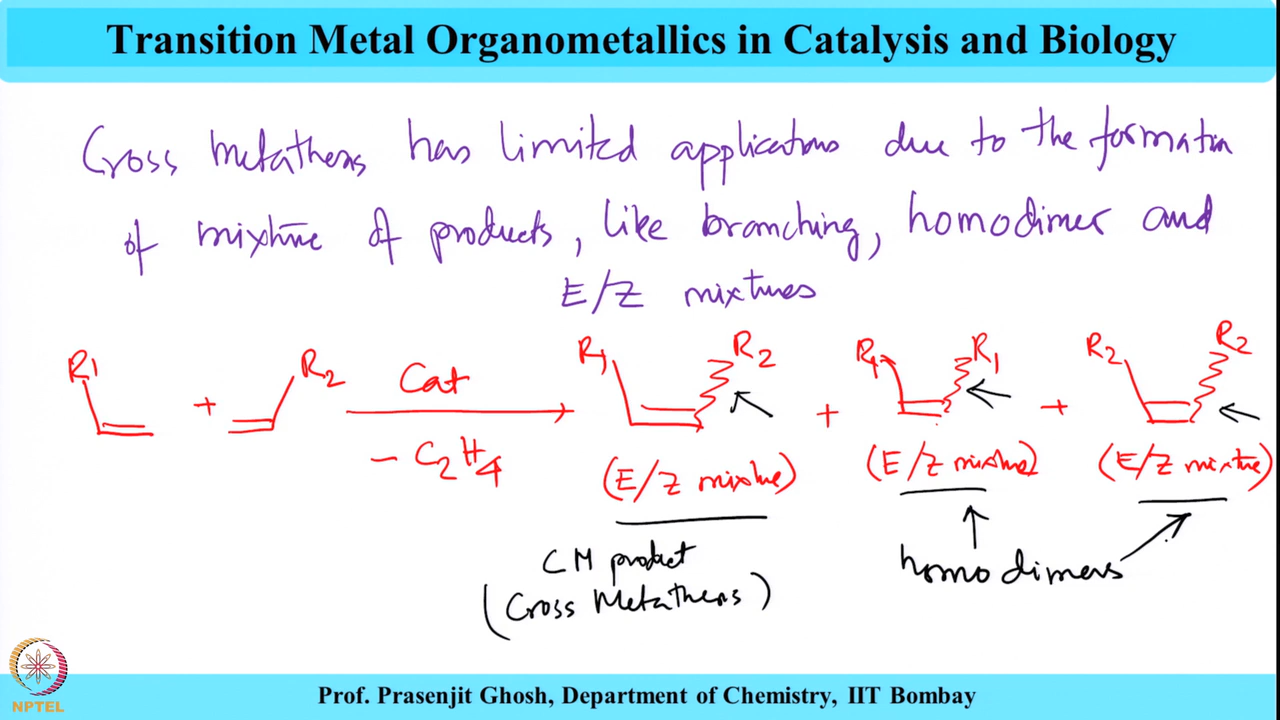 Transition Metal Organometallics in Catalysis and Biology
Cross Metathesis has limited applications due to the formation
of mixture of products, like branching, homodimer and
E/Z mixtures
R1 + R2 Cat - C2H4 R1 R2 + R1 R1 + R2 R2
(E/Z mixture) (E/Z mixture) (E/Z mixture)
CM product
(Cross Metathesis)
homo dimers
NPTEL
Prof. Prasenjit Ghosh, Department of Chemistry, IIT Bombay